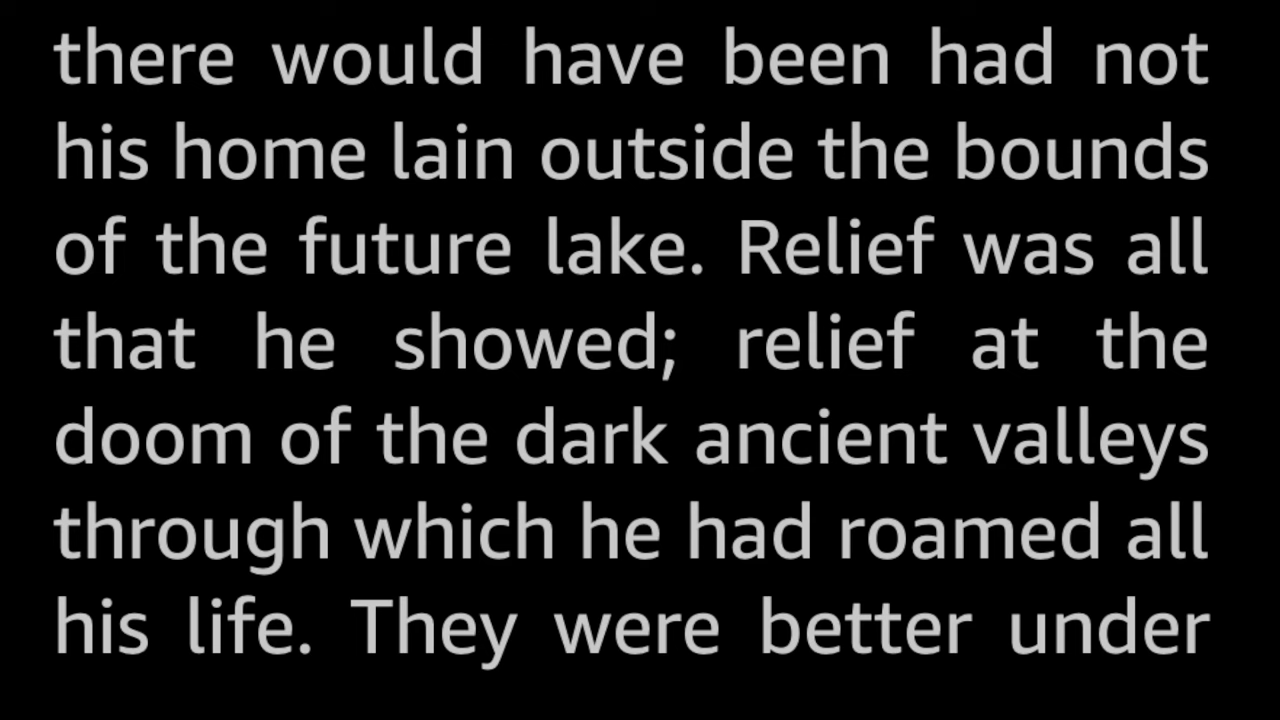 there would have been had not
his home lain outside the bounds
of the future lake. Relief was all
that he showed; relief at the
doom of the dark ancient valleys
through which he had roamed all
his life. They were better under